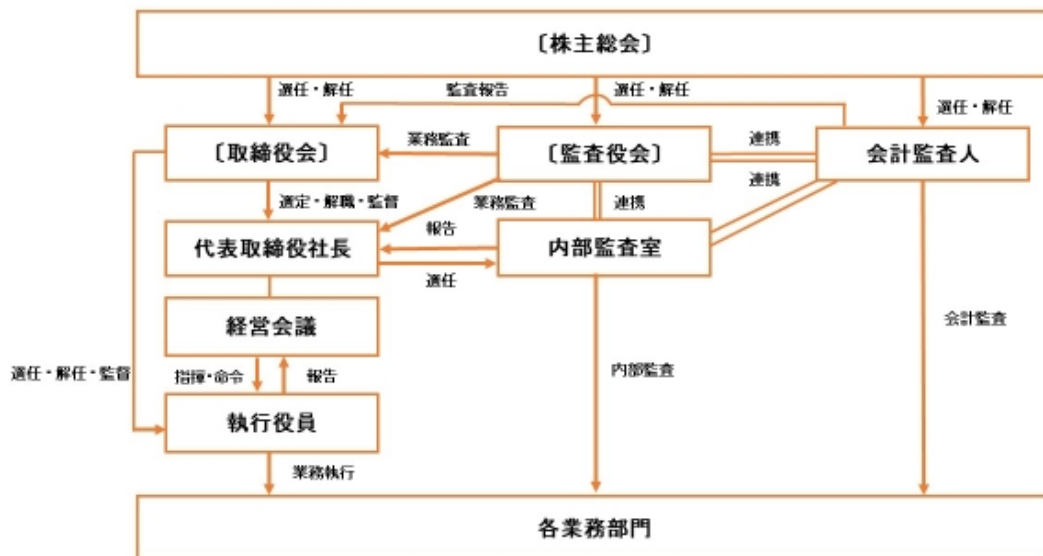 〔株主総会〕
選任・解任
監査報告
選任・解任
選任・解任
〔取締役会〕
業務監査
〔監査役会〕
連携
会計監査人
連携
選定・解職・監督
業務監査
連携
報告
代表取締役社長
内部監査室
選任
経営会議
会計監査
選任・解任・監督
指揮・命令
報告
内部監査
執行役員
業務執行
各業務部門